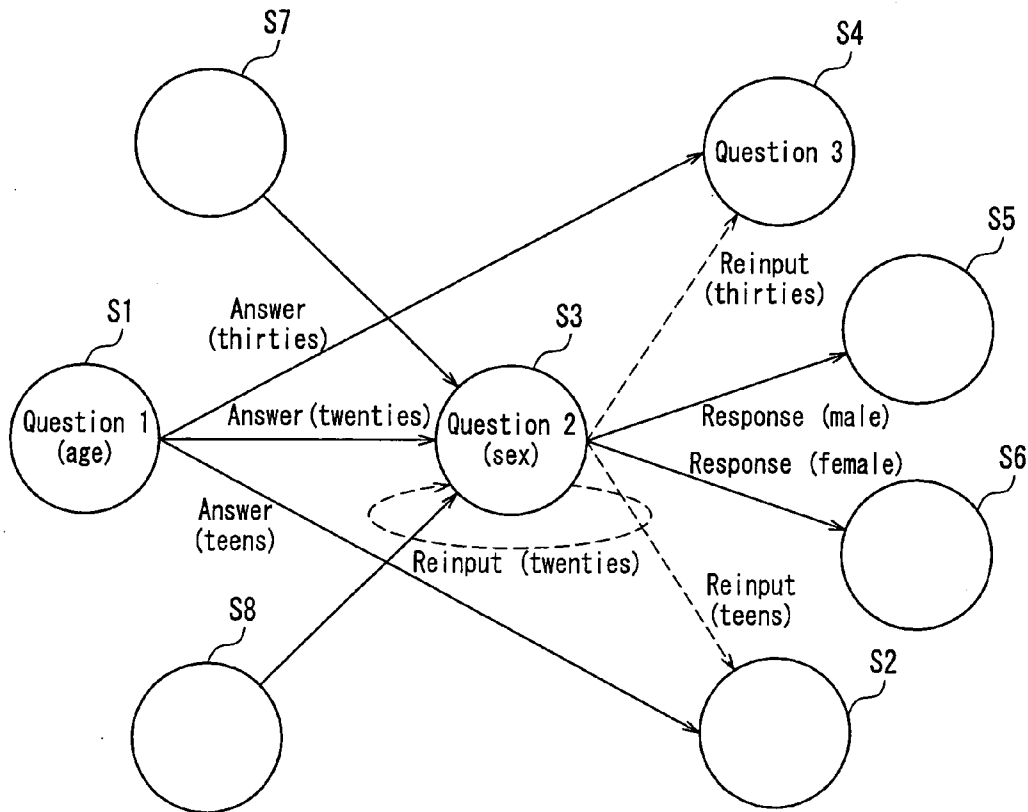 S7
S4
Question 3
S5
Reinput
(thirties)
S1
Answer
(thirties)
S3
Question 1
(age)
Answer(twenties)
Question 2
(sex)
Response (male)
Response (female)
S6
Answer
(teens)
Reinput (twenties)
Reinput
(teens)
S8
S2